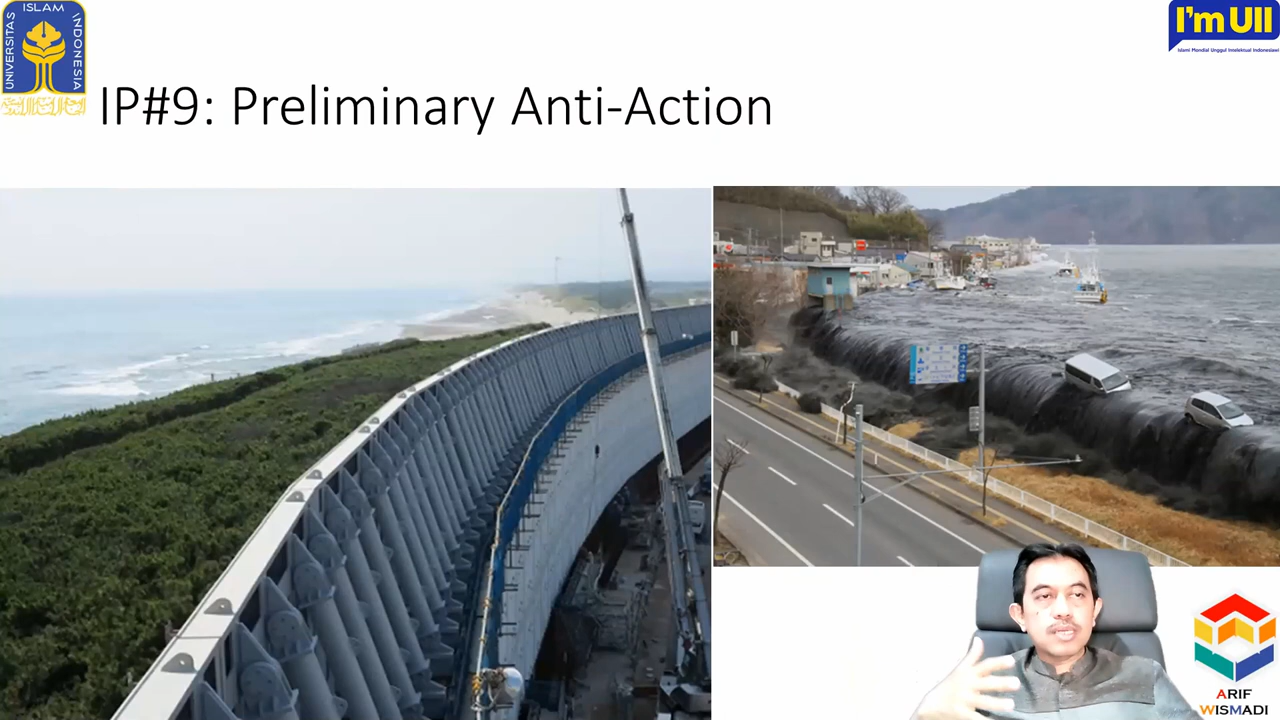 UNIVERSITAS
ISLAM
INDONESIA
I'm UII
Islami Mondial Unggul Intelektual Indonesiawi
IP#9: Preliminary Anti-Action
ARIF
WISMADI